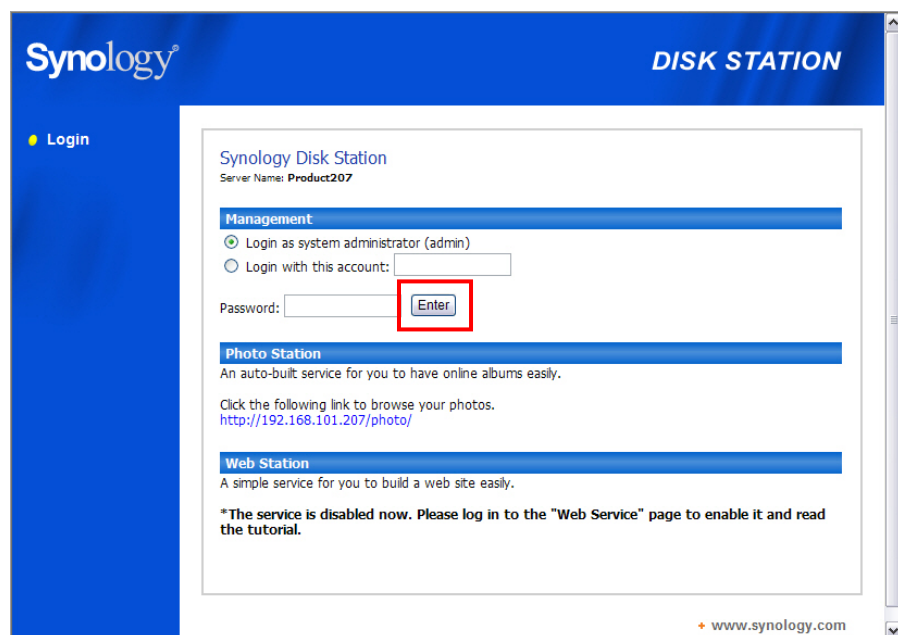 Synology®
DISK STATION
Login
Synology Disk Station
Server Name: Product207
Management
Login as system administrator (admin)
Login with this account:
Password: Enter
Photo Station
An auto-built service for you to have online albums easily.
Click the following link to browse your photos.
http://192.168.101.207/photo/
Web Station
A simple service for you to build a web site easily.
*The service is disabled now. Please log in to the "Web Service" page to enable it and read
the tutorial.
www.synology.com